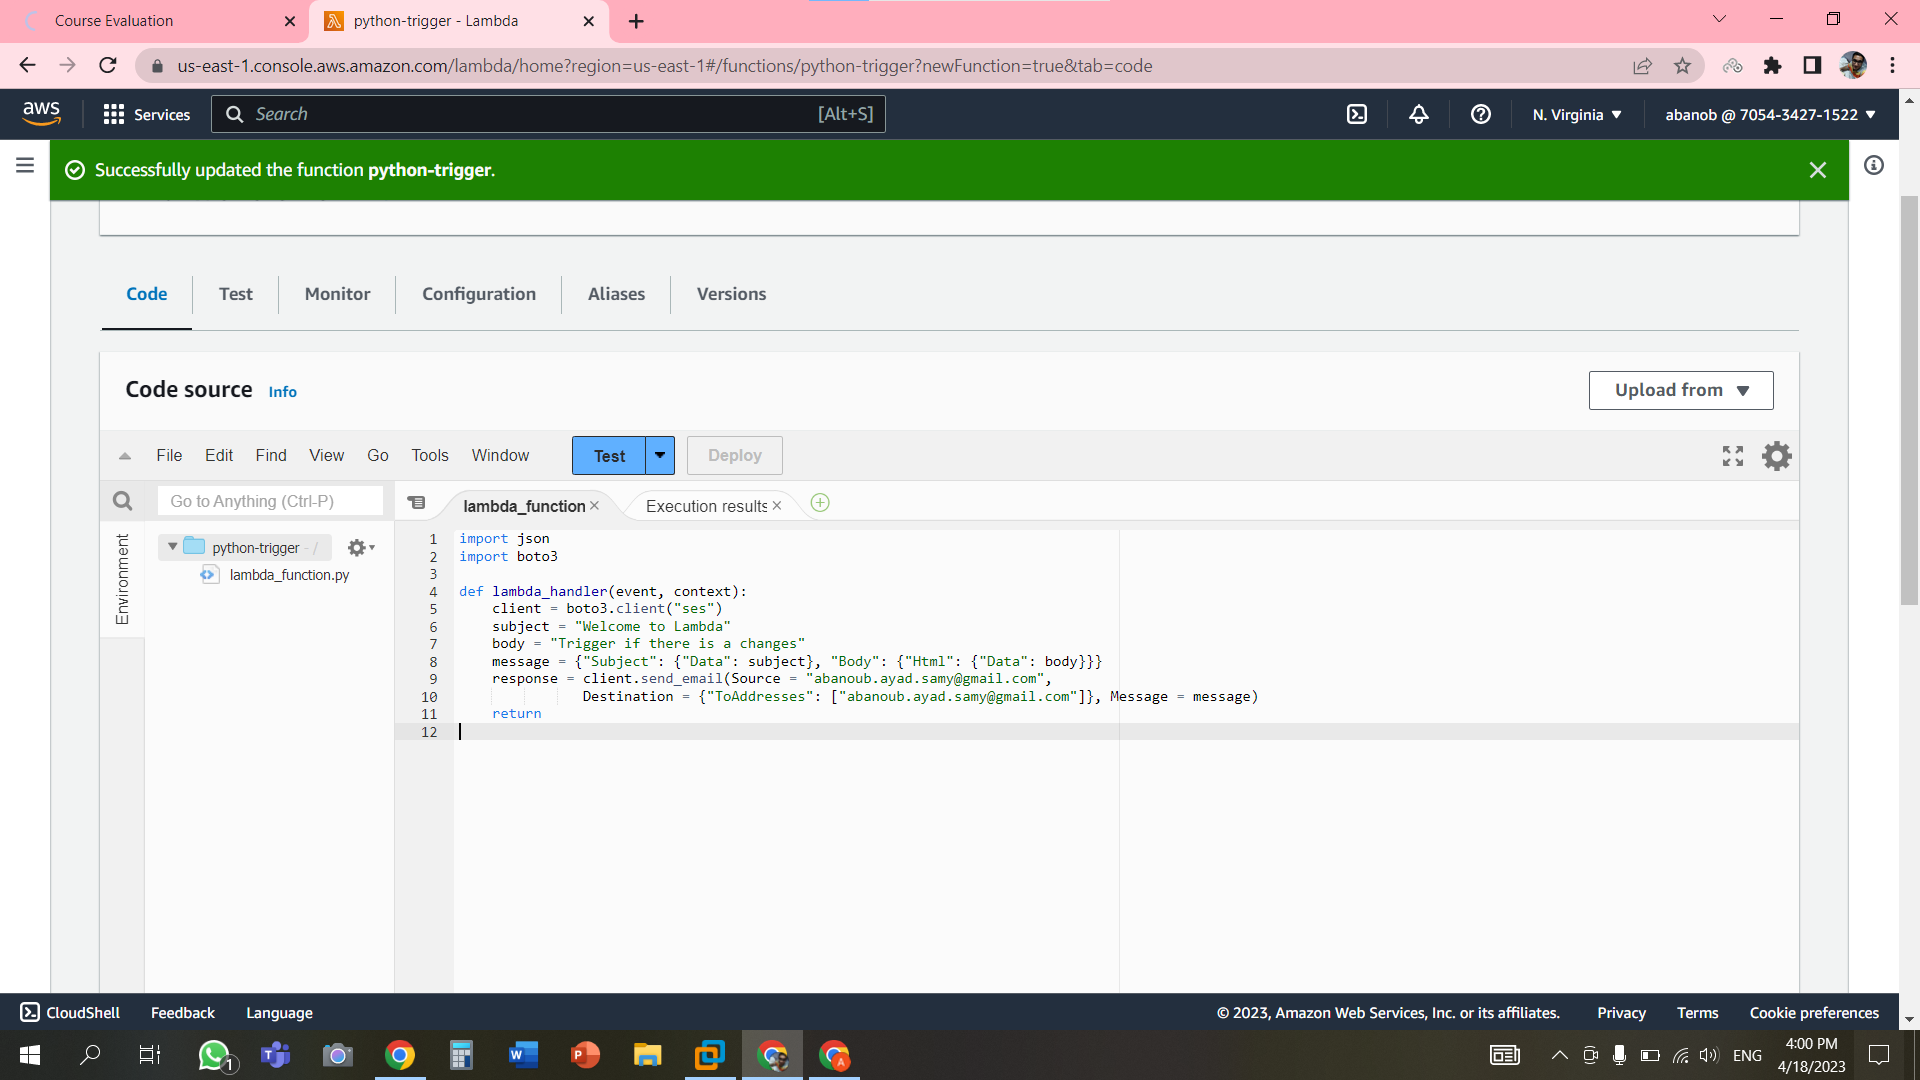 Course Evaluation
python-trigger - Lambda
us-east-1.console.aws.amazon.com/lambda/home?region=us-east-1#/functions/python-trigger?newFunction=true&tab=code
aws
Services
Search
[Alt+S]
N. Virginia
abanob @ 7054-3427-1522
Successfully updated the function python-trigger.
Code
Test
Monitor
Configuration
Aliases
Versions
Code source
Info
Upload from
File
Edit
Find
View
Go
Tools
Window
Test
Deploy
Go to Anything (Ctrl-P)
lambda_function
Execution results
Environment
python-trigger - /
lambda_function.py
1 import json
2 import boto3
3
4 def lambda_handler(event, context):
5 client = boto3.client("ses")
6 subject = "Welcome to Lambda"
7 body = "Trigger if there is a changes"
8 message = {"Subject": {"Data": subject}, "Body": {"Html": {"Data": body}}}
9 response = client.send_email(Source = "abanoub.ayad.samy@gmail.com",
10 Destination = {"ToAddresses": ["abanoub.ayad.samy@gmail.com"]}, Message = message)
11 return
12
CloudShell
Feedback
Language
© 2023, Amazon Web Services, Inc. or its affiliates.
Privacy
Terms
Cookie preferences
1
ENG
4:00 PM
4/18/2023